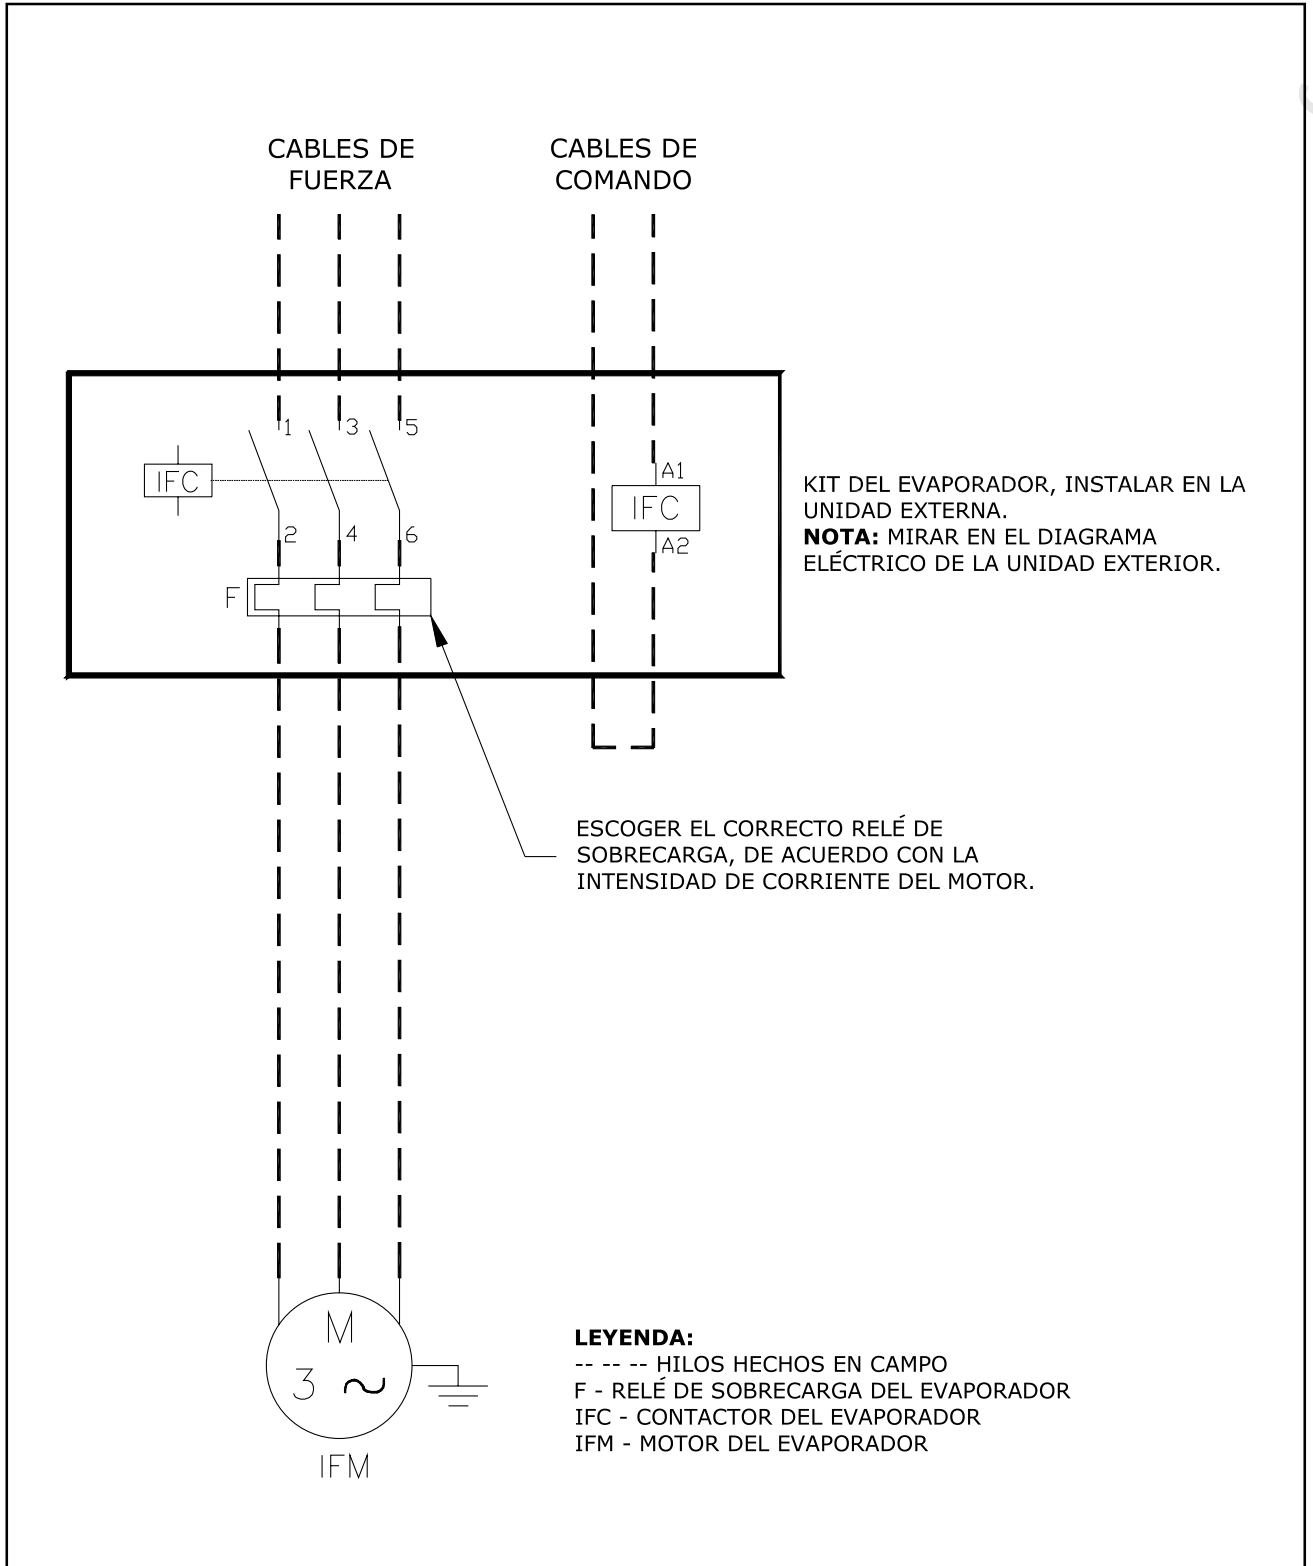 CABLES DE
FUERZA
CABLES DE
COMANDO
1
3
5
IFC
2
4
6
F
A1
IFC
A2
KIT DEL EVAPORADOR, INSTALAR EN LA
UNIDAD EXTERNA.
NOTA: MIRAR EN EL DIAGRAMA
ELÉCTRICO DE LA UNIDAD EXTERIOR.
ESCOGER EL CORRECTO RELÉ DE
SOBRECARGA, DE ACUERDO CON LA
INTENSIDAD DE CORRIENTE DEL MOTOR.
M
3 ~
IFM
LEYENDA:
-- -- -- HILOS HECHOS EN CAMPO
F - RELÉ DE SOBRECARGA DEL EVAPORADOR
IFC - CONTACTOR DEL EVAPORADOR
IFM - MOTOR DEL EVAPORADOR